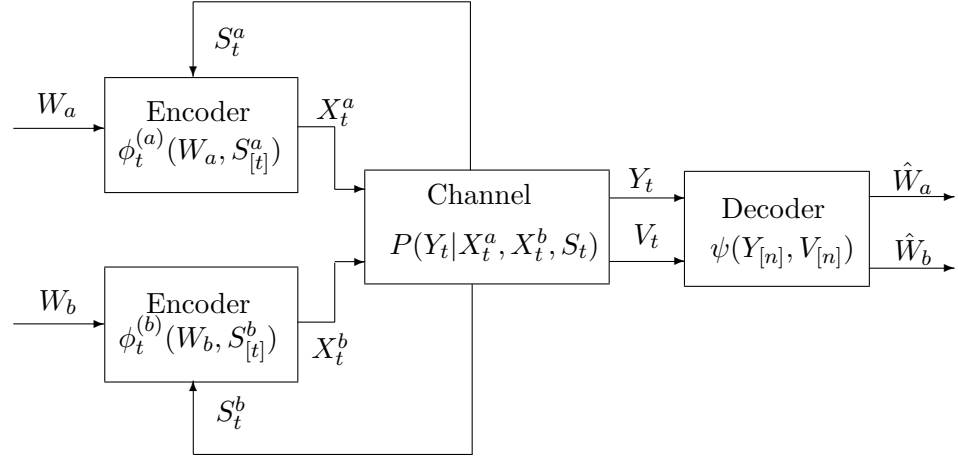 S_t^a
W_a
Encoder
ϕ_t^{(a)}(W_a, S_{[t]}^a)
X_t^a
Channel
P(Y_t|X_t^a, X_t^b, S_t)
Y_t
V_t
Decoder
ψ(Y_{[n]}, V_{[n]})
Ŵ_a
Ŵ_b
W_b
Encoder
ϕ_t^{(b)}(W_b, S_{[t]}^b)
X_t^b
S_t^b